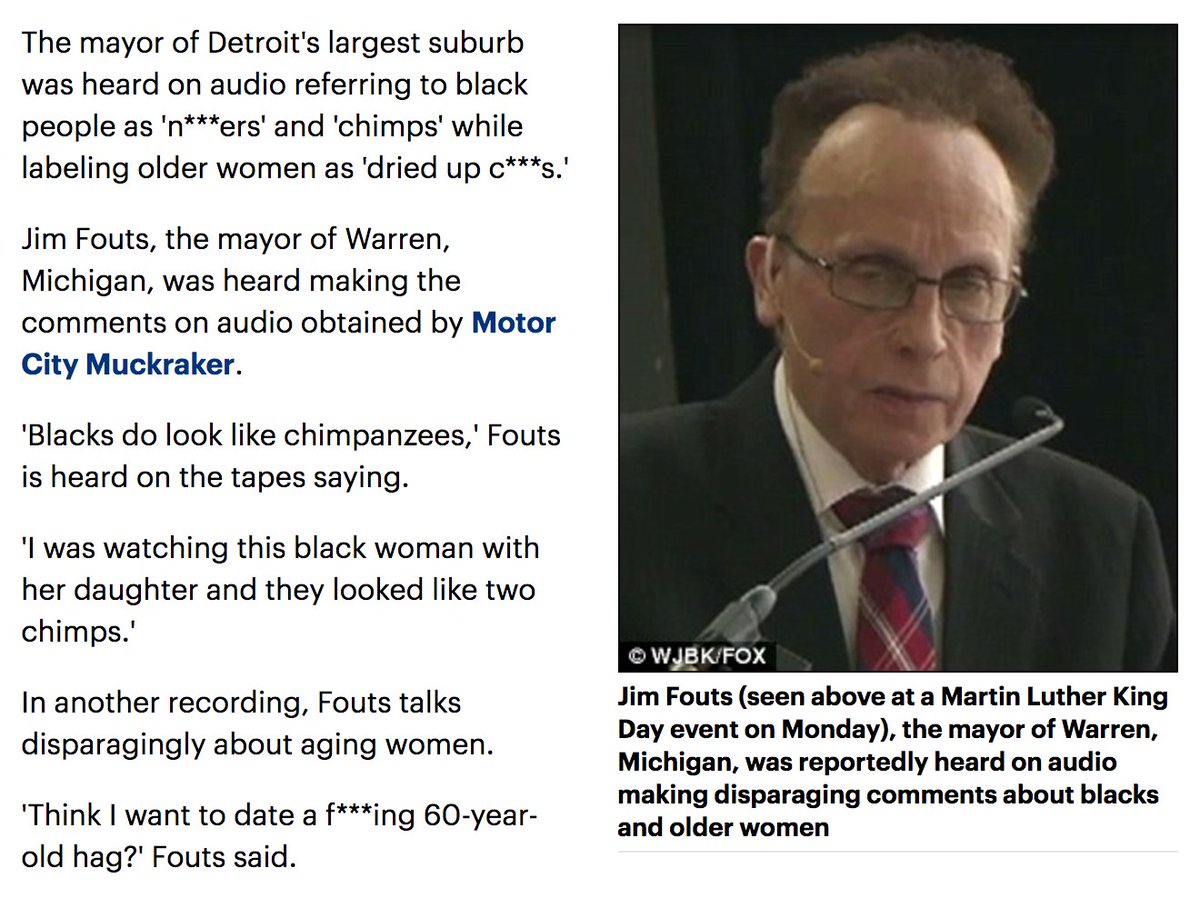 The mayor of Detroit's largest suburb
was heard on audio referring to black
people as 'n***ers' and 'chimps' while
labeling older women as 'dried up c***s.'
Jim Fouts, the mayor of Warren,
Michigan, was heard making the
comments on audio obtained by Motor
City Muckraker.
'Blacks do look like chimpanzees,' Fouts
is heard on the tapes saying.
'I was watching this black woman with
her daughter and they looked like two
chimps.'
In another recording, Fouts talks
disparagingly about aging women.
'Think I want to date a f***ing 60-year-
old hag?' Fouts said.
© WJBK/FOX
Jim Fouts (seen above at a Martin Luther King
Day event on Monday), the mayor of Warren,
Michigan, was reportedly heard on audio
making disparaging comments about blacks
and older women